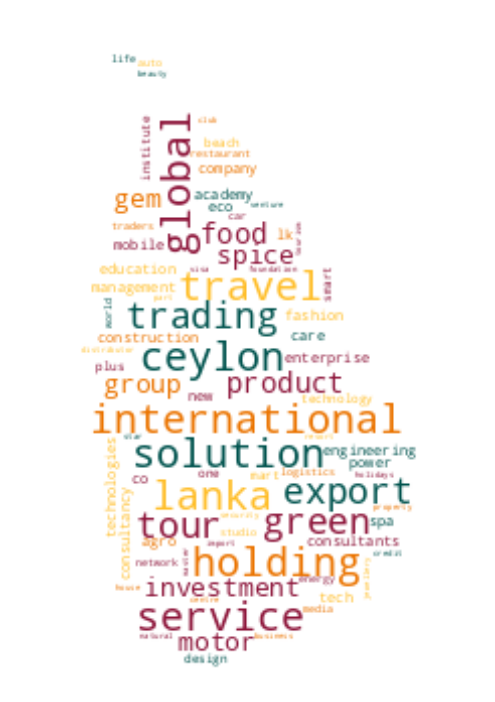 life
auto
beauty
club
institute
global
beach
restaurant
company
gem
academy
eco
venture
car
traders
mobile
food
lk
tourism
spice
education
visa
foundation
smart
management
travel
part
world
trading
fashion
construction
care
distributor
ceylon
enterprise
plus
group
product
new
technology
international
star
resort
solution
engineering
power
technologies
co
one
mart
logistics
holidays
consultancy
lanka
export
property
security
tour
green
spa
agro
studio
consultants
import
credit
network
master
holding
jewellery
house
investment
energy
tech
centre
service
media
natural
motor
business
design